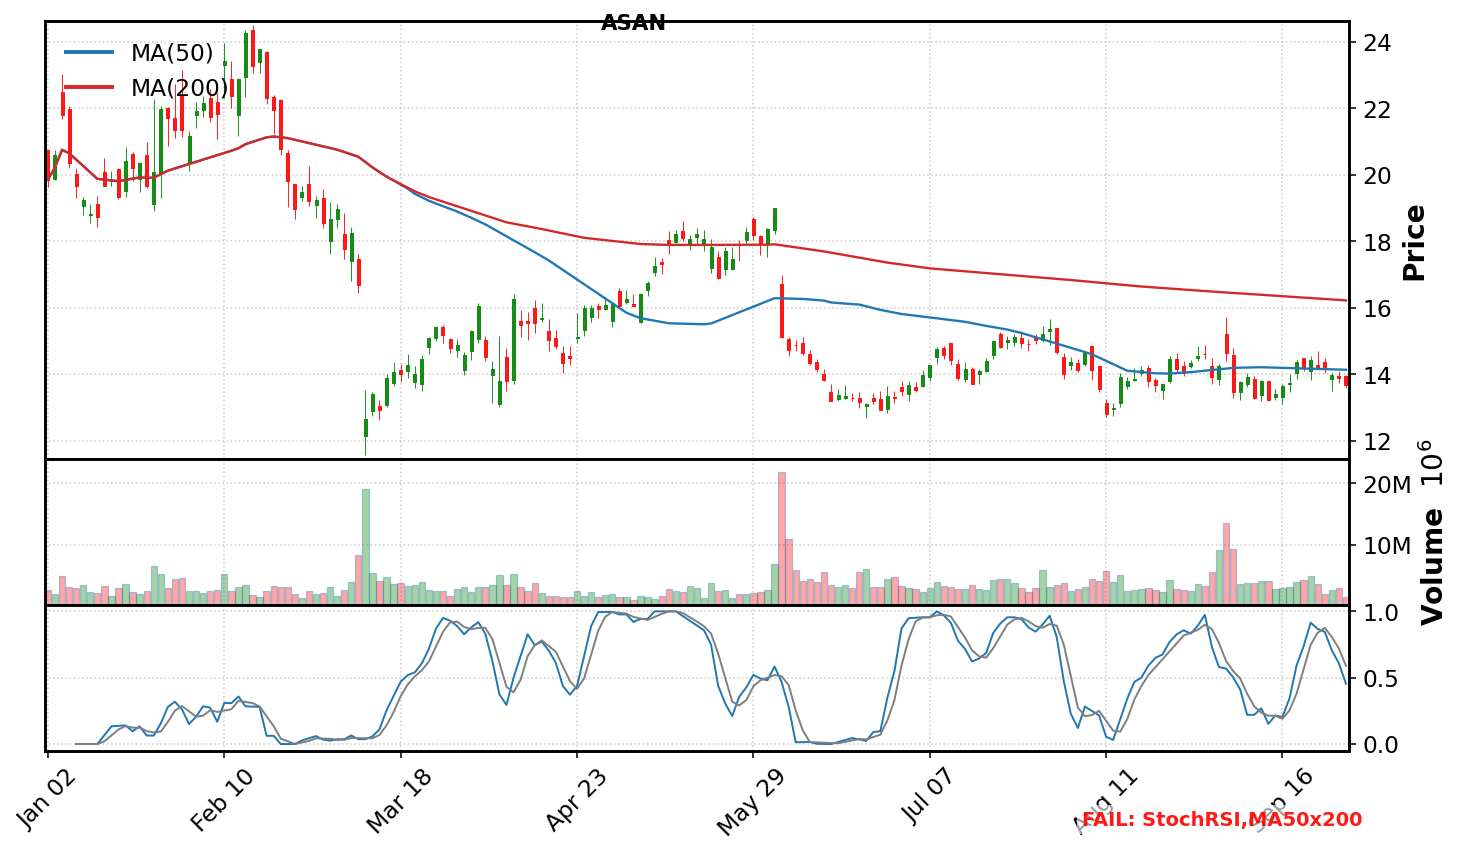 ASAN
MA(50)
MA(200)
24
22
20
18
16
14
12
Price
20M
10M
Volume 10^6
1.0
0.5
0.0
Jan 02
Feb 10
Mar 18
Apr 23
May 29
Jul 07
Aug 11
Sep 16
FAIL: StochRSI,MA50x200